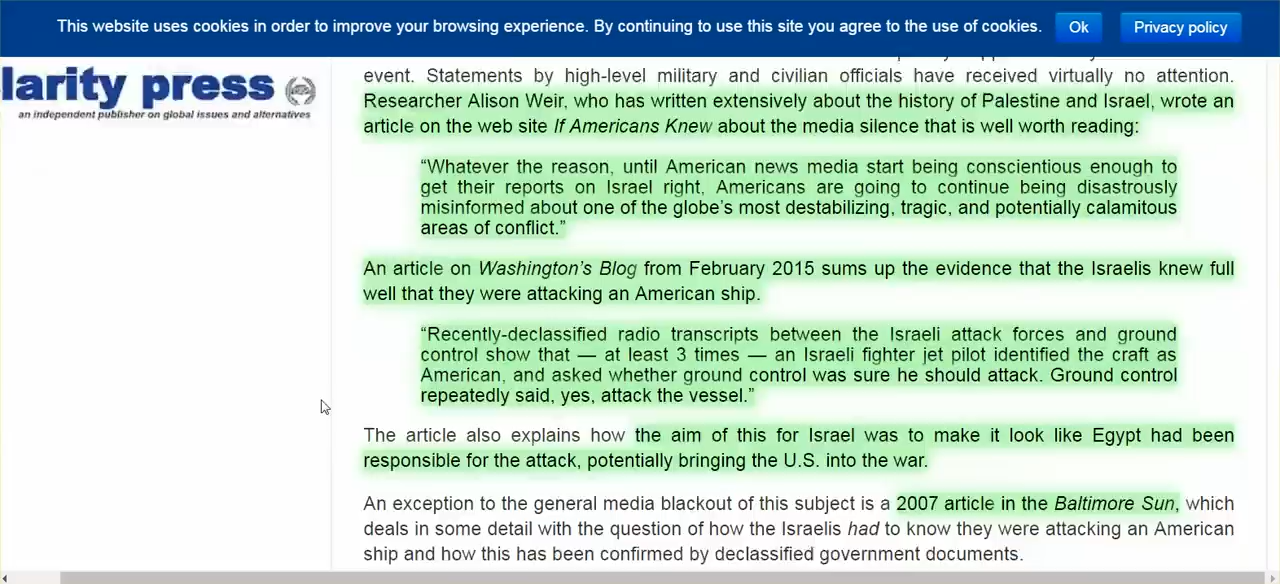 This website uses cookies in order to improve your browsing experience. By continuing to use this site you agree to the use of cookies. Ok Privacy policy
larity press
an independent publisher on global issues and alternatives
event. Statements by high-level military and civilian officials have received virtually no attention.
Researcher Alison Weir, who has written extensively about the history of Palestine and Israel, wrote an
article on the web site If Americans Knew about the media silence that is well worth reading:
“Whatever the reason, until American news media start being conscientious enough to
get their reports on Israel right, Americans are going to continue being disastrously
misinformed about one of the globe’s most destabilizing, tragic, and potentially calamitous
areas of conflict.”
An article on Washington’s Blog from February 2015 sums up the evidence that the Israelis knew full
well that they were attacking an American ship.
“Recently-declassified radio transcripts between the Israeli attack forces and ground
control show that — at least 3 times — an Israeli fighter jet pilot identified the craft as
American, and asked whether ground control was sure he should attack. Ground control
repeatedly said, yes, attack the vessel.”
The article also explains how the aim of this for Israel was to make it look like Egypt had been
responsible for the attack, potentially bringing the U.S. into the war.
An exception to the general media blackout of this subject is a 2007 article in the Baltimore Sun, which
deals in some detail with the question of how the Israelis had to know they were attacking an American
ship and how this has been confirmed by declassified government documents.